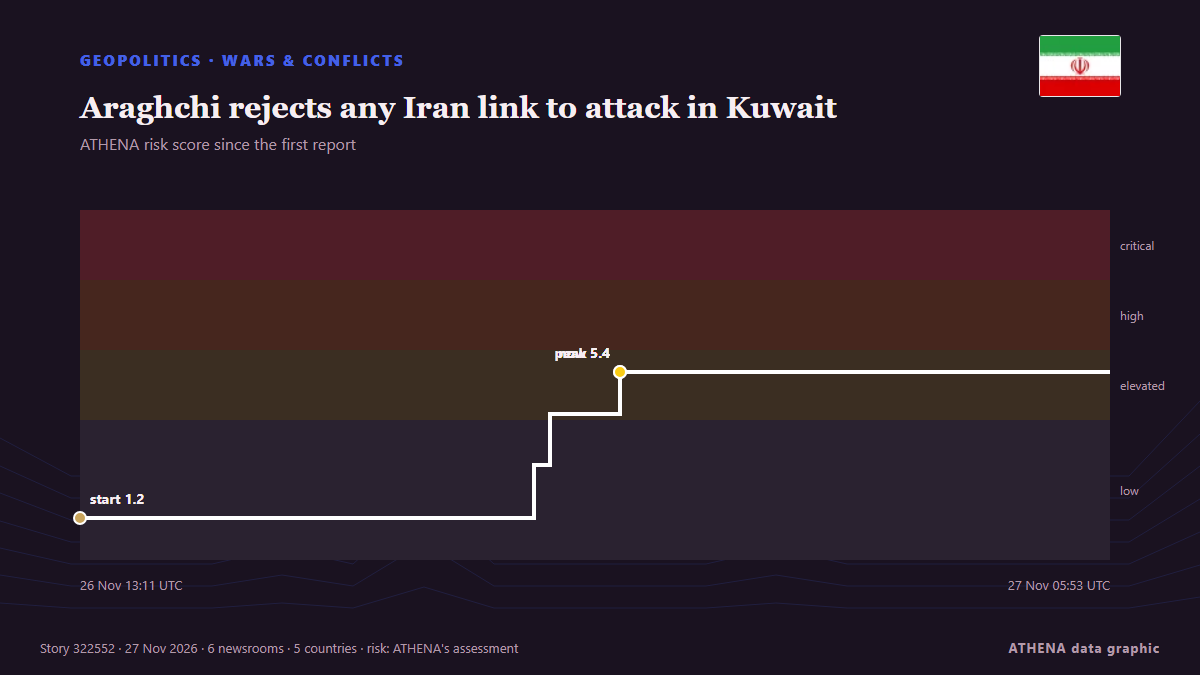 GEOPOLITICS · WARS & CONFLICTS
Araghchi rejects any Iran link to attack in Kuwait
ATHENA risk score since the first report
critical
high
peak 5.4
elevated
start 1.2
low
26 Nov 13:11 UTC
27 Nov 05:53 UTC
Story 322552 · 27 Nov 2026 · 6 newsrooms · 5 countries · risk: ATHENA's assessment
ATHENA data graphic